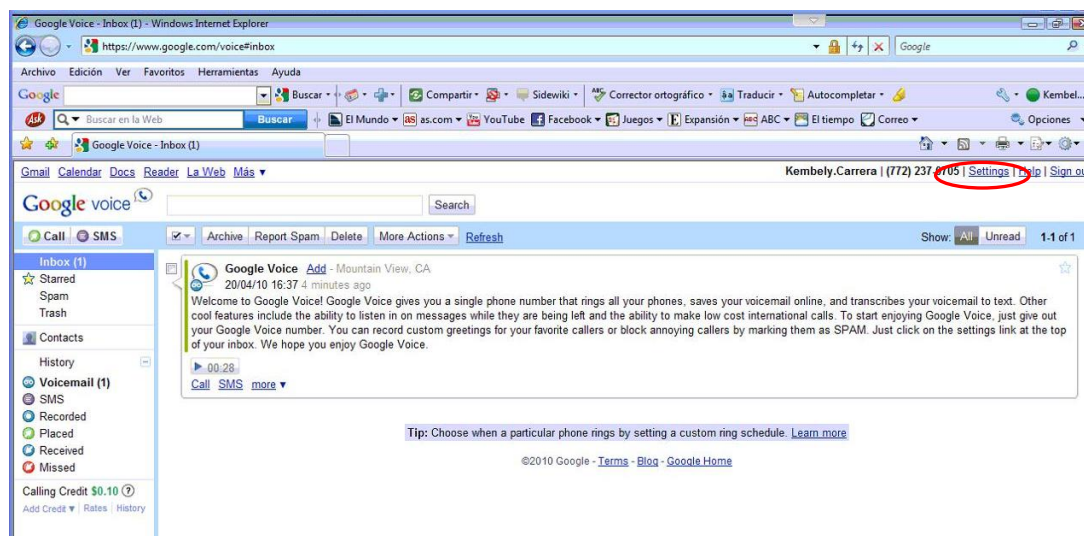 Google Voice - Inbox (1) - Windows Internet Explorer
https://www.google.com/voice#inbox
Google
Archivo Edición Ver Favoritos Herramientas Ayuda
Google Buscar Compartir Sidewiki Corrector ortográfico Traducir Autocompletar Kembel...
Ask Buscar en la Web Buscar El Mundo as.com YouTube Facebook Juegos Expansión ABC El tiempo Correo Opciones
Google Voice - Inbox (1)
Gmail Calendar Docs Reader La Web Más ▼ Kembely.Carrera | (772) 237-0705 | Settings | Help | Sign ou
Google voice Search
Call SMS Archive Report Spam Delete More Actions Refresh Show: All Unread 1-1 of 1
Inbox (1)
Starred
Spam
Trash
Contacts
History
Voicemail (1)
SMS
Recorded
Placed
Received
Missed
Calling Credit $0.10 ?
Add Credit ▼ Rates History
Google Voice Add - Mountain View, CA
20/04/10 16:37 4 minutes ago
Welcome to Google Voice! Google Voice gives you a single phone number that rings all your phones, saves your voicemail online, and transcribes your voicemail to text. Other
cool features include the ability to listen in on messages while they are being left and the ability to make low cost international calls. To start enjoying Google Voice, just give out
your Google Voice number. You can record custom greetings for your favorite callers or block annoying callers by marking them as SPAM. Just click on the settings link at the top
of your inbox. We hope you enjoy Google Voice.
00:28
Call SMS more ▼
Tip: Choose when a particular phone rings by setting a custom ring schedule. Learn more
©2010 Google - Terms - Blog - Google Home